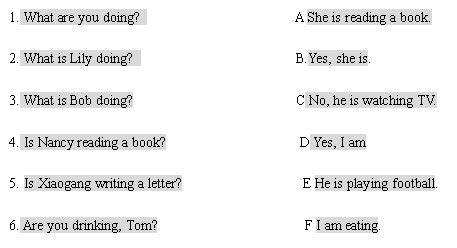 1. What are you doing? A She is reading a book.
2. What is Lily doing? B. Yes, she is.
3. What is Bob doing? C No, he is watching TV.
4. Is Nancy reading a book? D Yes, I am
5. Is Xiaogang writing a letter? E He is playing football.
6. Are you drinking, Tom? F I am eating.